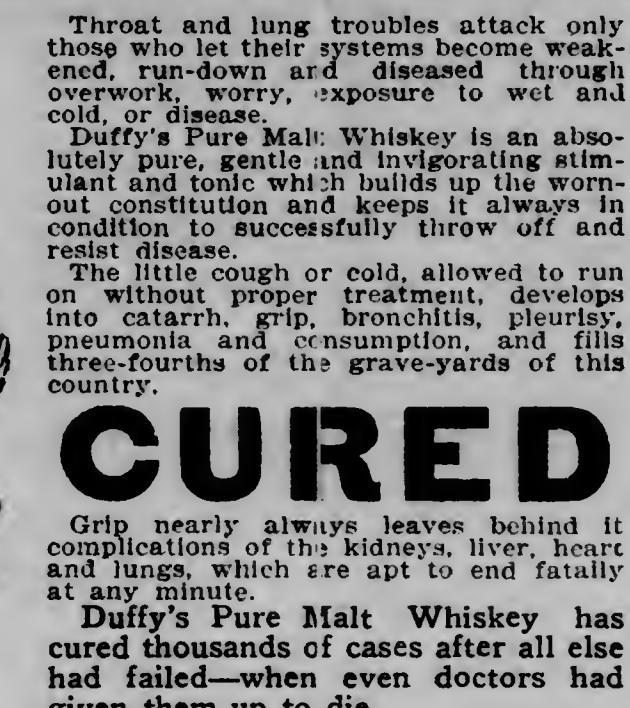 Throat and lung troubles attack only
those who let their systems become weak-
ened, run-down and diseased through
overwork, worry, exposure to wet and
cold, or disease.
Duffy's Pure Malt Whiskey is an abso-
lutely pure, gentle and invigorating stim-
ulant and tonic which builds up the worn-
out constitution and keeps it always in
condition to successfully throw off and
resist disease.
The little cough or cold, allowed to run
on without proper treatment, develops
into catarrh, grip, bronchitis, pleurisy,
pneumonia and consumption, and fills
three-fourths of the grave-yards of this
country.
CURED
Grip nearly always leaves behind it
complications of the kidneys, liver, heart
and lungs, which are apt to end fatally
at any minute.
Duffy's Pure Malt Whiskey has
cured thousands of cases after all else
had failed—when even doctors had
given them up to die